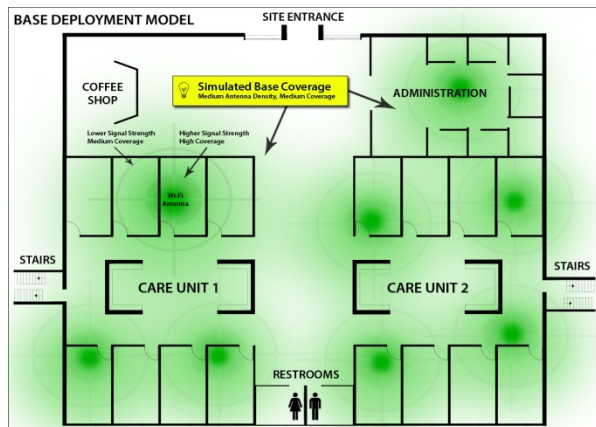 BASE DEPLOYMENT MODEL
SITE ENTRANCE
COFFEE
SHOP
Simulated Base Coverage
Medium Antenna Density, Medium Coverage
ADMINISTRATION
Lower Signal Strength
Medium Coverage
Higher Signal Strength
High Coverage
Wi-Fi
Antenna
STAIRS
CARE UNIT 1
CARE UNIT 2
STAIRS
RESTROOMS